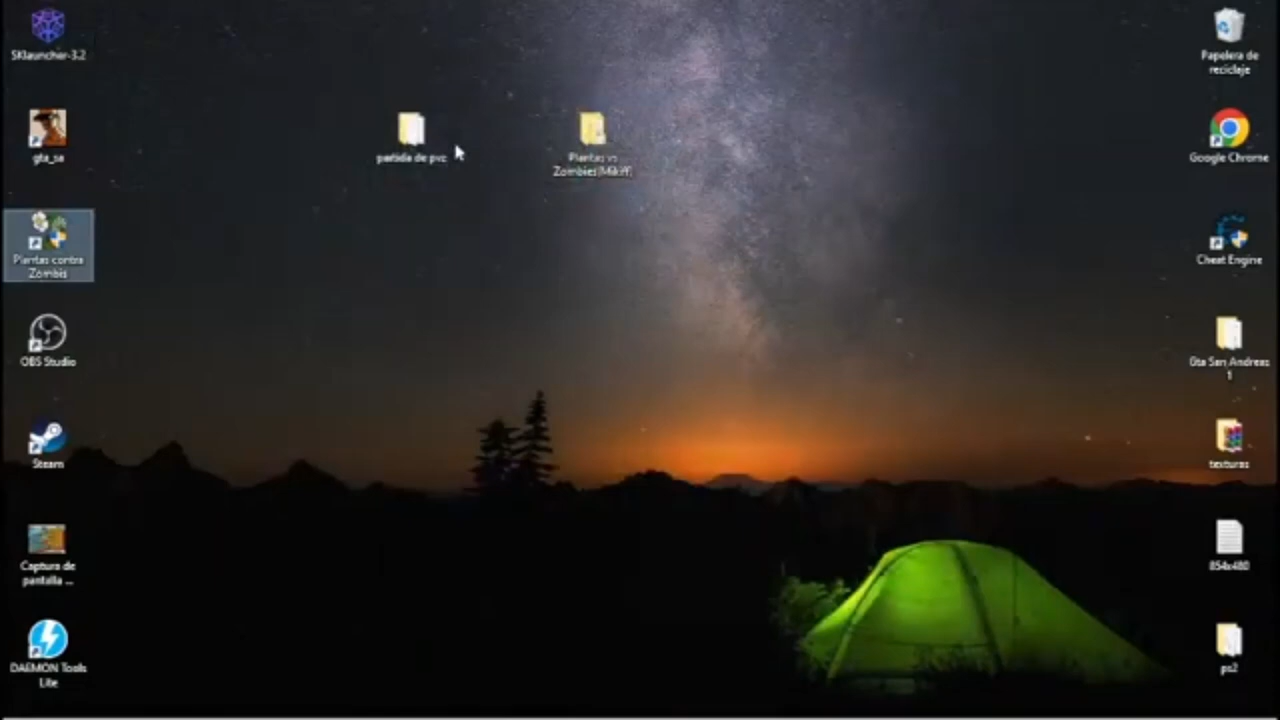 SKlauncher-3.2
gta_sa
Plantas contra
Zombis
OBS Studio
Steam
Captura de
pantalla ...
DAEMON Tools
Lite
partida de pvz
Plantas vs
Zombies[Mikiff]
Papelera de
reciclaje
Google Chrome
Cheat Engine
Gta San Andreas
1
texturas
854x480
ps2